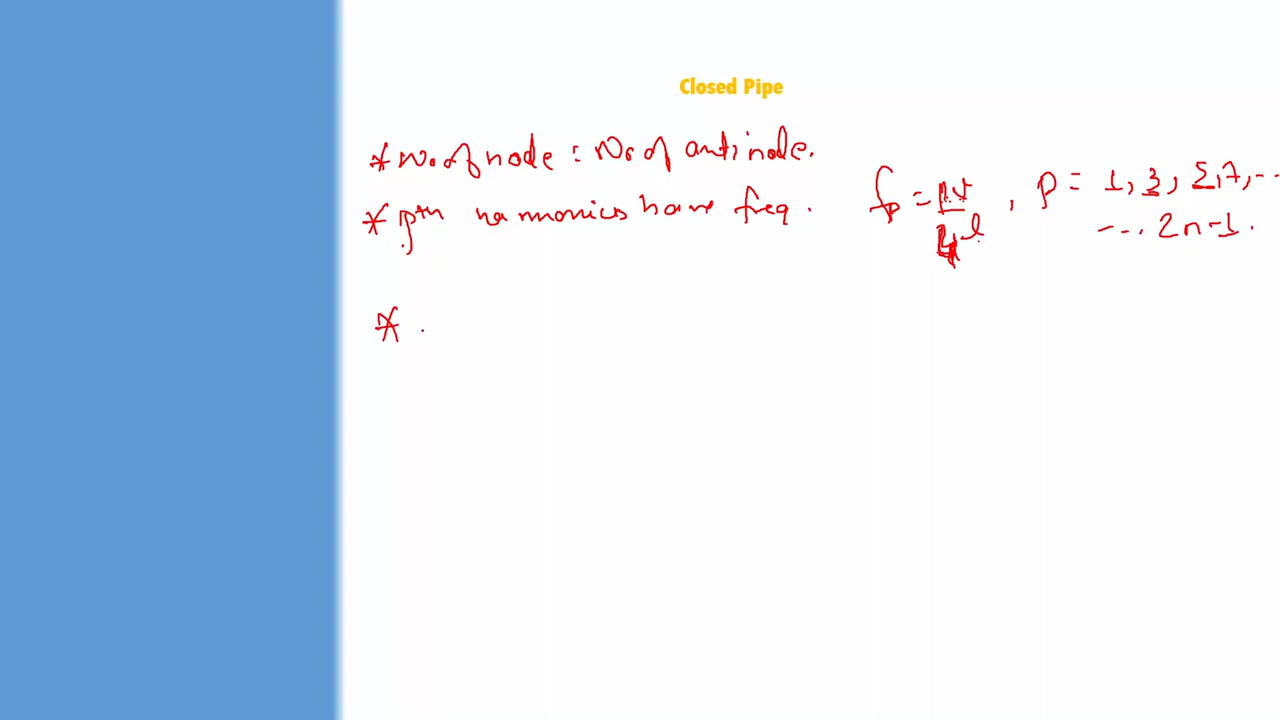 Closed Pipe
* No. of node = No of antinode.
* pth harmonics have freq. fp = pv/4l , p = 1, 3, 5, 7, ...
... 2n-1.
* .